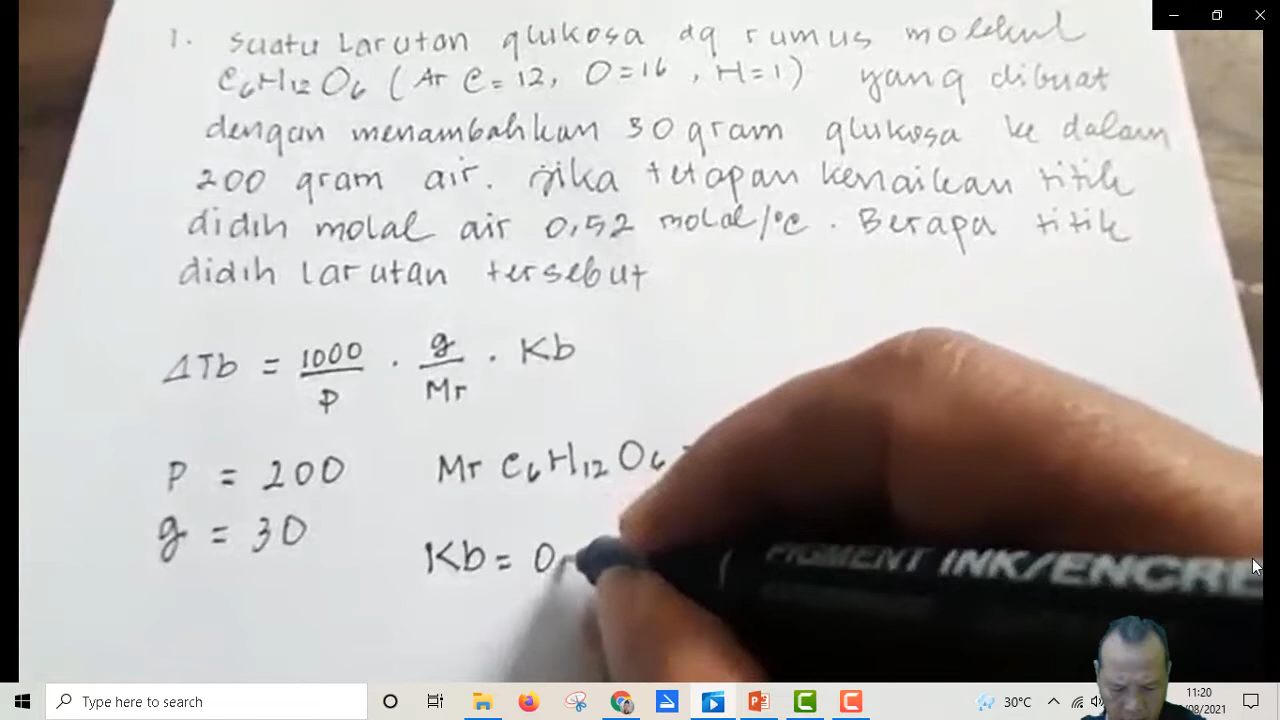 1. suatu larutan glukosa dg rumus molekul
C6H12O6 (Ar C = 12, O = 16, H = 1) yang dibuat
dengan menambahkan 30 gram glukosa ke dalam
200 gram air. jika tetapan kenaikan titik
didih molal air 0,52 molal/°C. Berapa titik
didih larutan tersebut
ΔTb = 1000/P . g/Mr . Kb
P = 200 Mr C6H12O6
g = 30
Kb = 0
PIGMENT INK/ENCRE
Type here to search
30°C
11:20
/08/2021